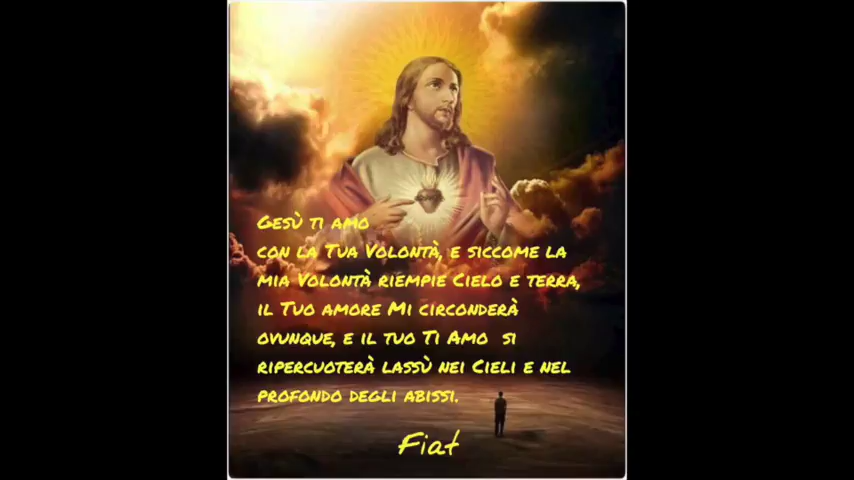 Gesù ti amo
con la Tua Volontà, e siccome la
mia Volontà riempie Cielo e terra,
il Tuo amore Mi circonderà
ovunque, e il tuo Ti Amo si
ripercuoterà lassù nei Cieli e nel
profondo degli abissi.
Fiat